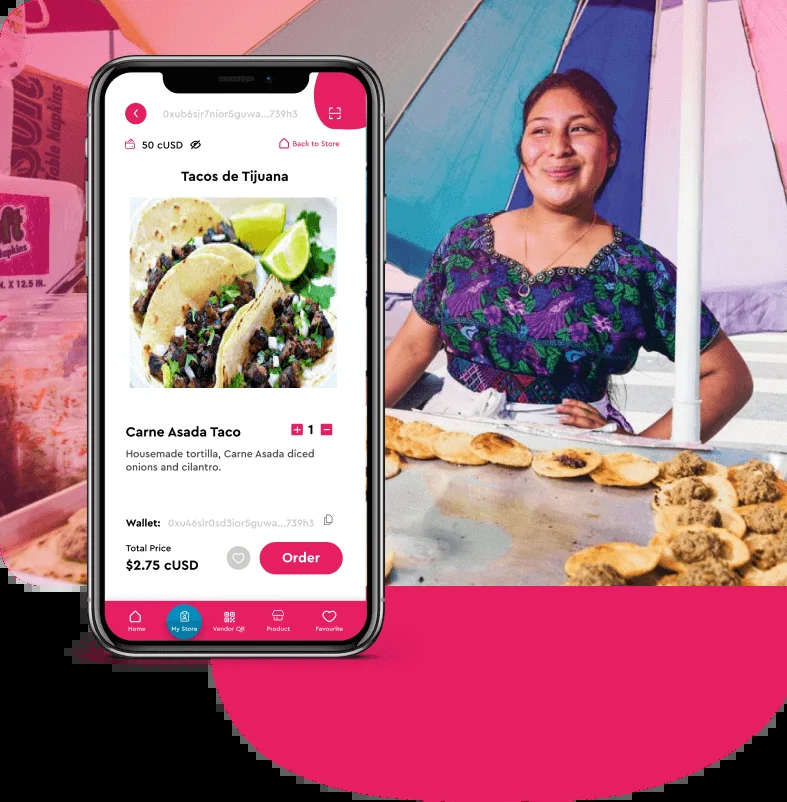 0xub6sir7nior5guwa...739h3
50 cUSD
Back to Store
Tacos de Tijuana
Carne Asada Taco
+ 1 −
Housemade tortilla, Carne Asada diced
onions and cilantro.
Wallet: 0xu46sir0sd3ior5guwa...739h3
Total Price
$2.75 cUSD
Order
Home
My Store
Vendor QR
Product
Favourite
Table Napkins
Napkins
N. X 12.5 IN.